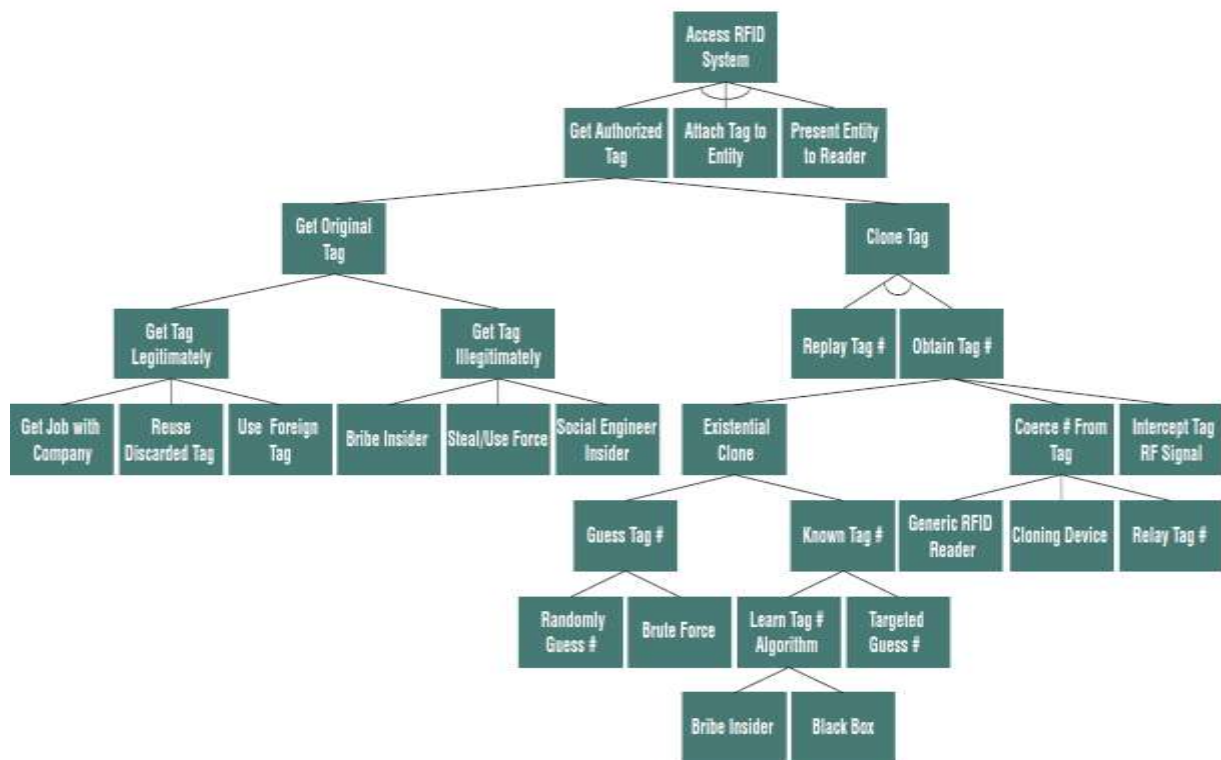 Access RFID
System
Get Authorized
Tag
Attach Tag to
Entity
Present Entity
to Reader
Get Original
Tag
Clone Tag
Get Tag
Legitimately
Get Tag
Illegitimately
Replay Tag #
Obtain Tag #
Get Job with
Company
Reuse
Discarded Tag
Use Foreign
Tag
Bribe Insider
Steal/Use Force
Social Engineer
Insider
Existential
Clone
Coerce # From
Tag
Intercept Tag
RF Signal
Guess Tag #
Known Tag #
Generic RFID
Reader
Cloning Device
Relay Tag #
Randomly
Guess #
Brute Force
Learn Tag #
Algorithm
Targeted
Guess #
Bribe Insider
Black Box